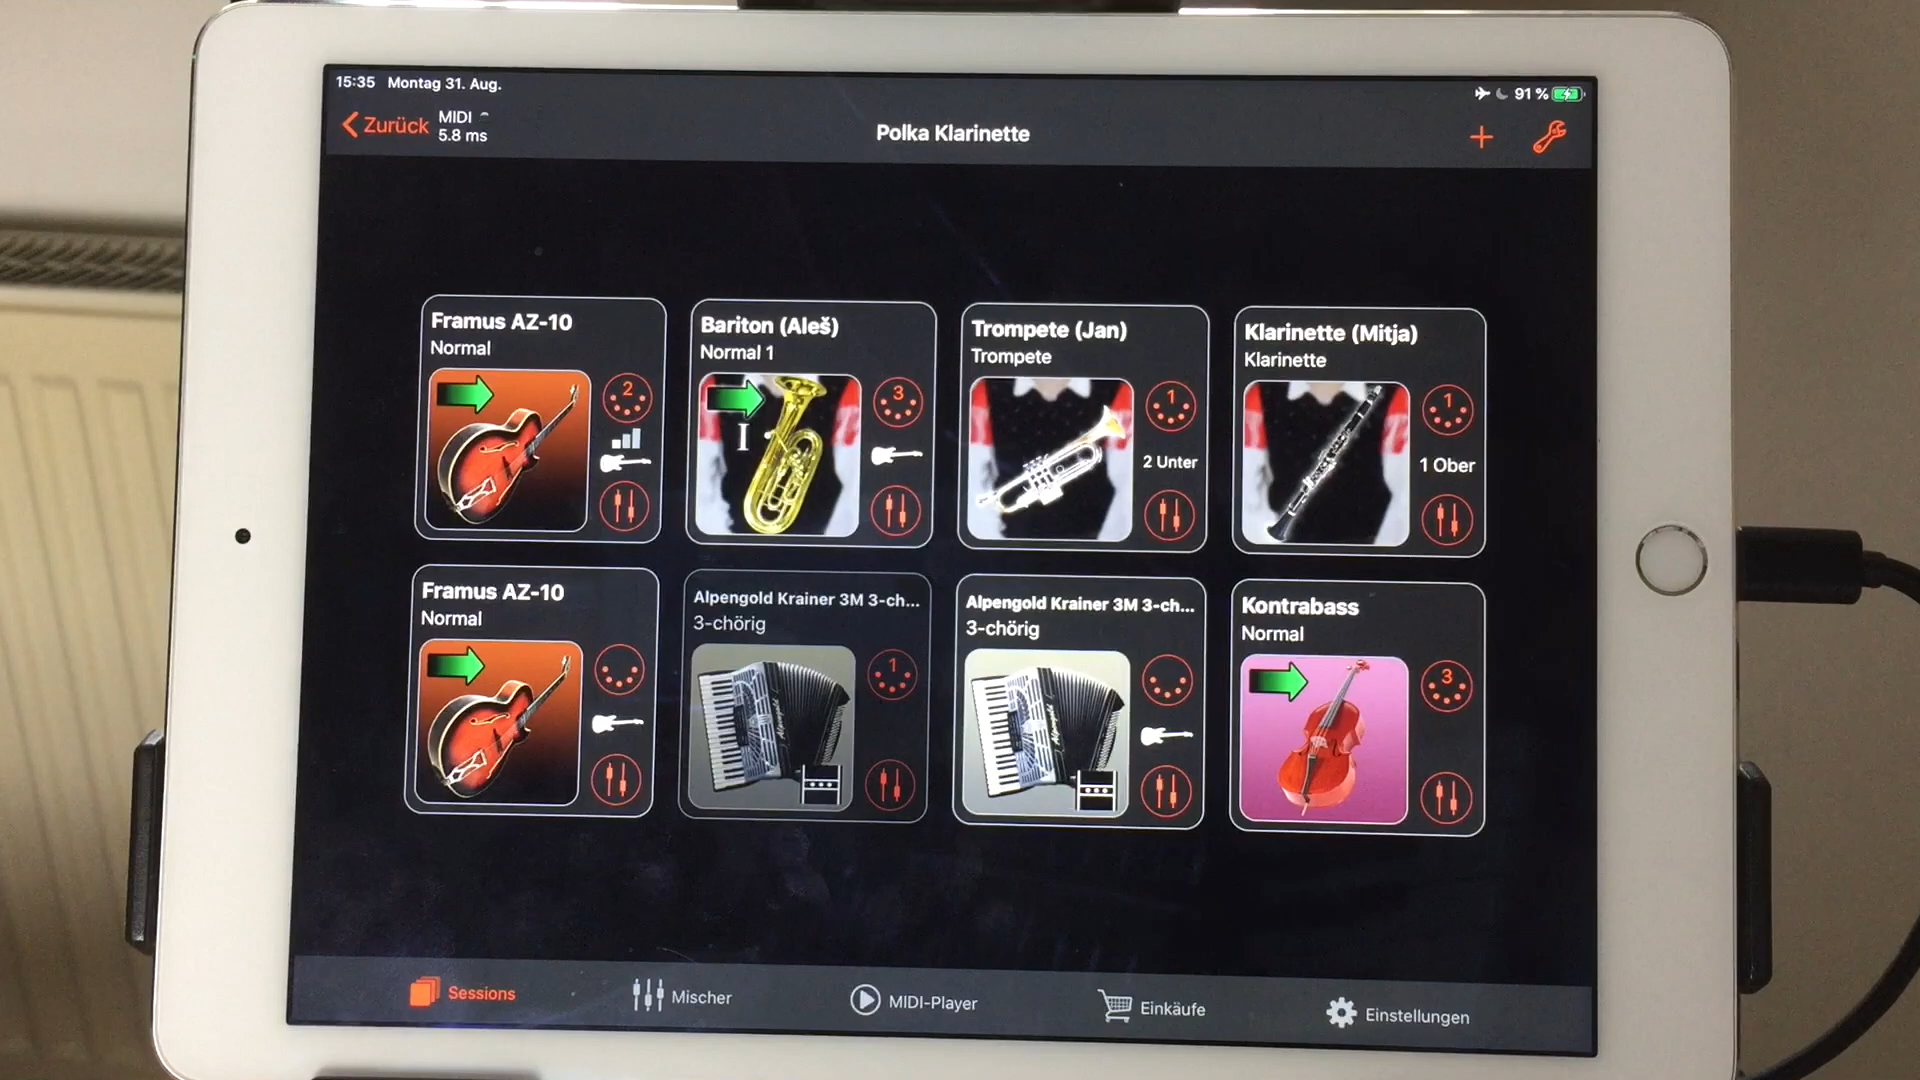 15:35 Montag 31. Aug.
91 %
Zurück
MIDI
5.8 ms
Polka Klarinette
Framus AZ-10
Normal
2
Bariton (Aleš)
Normal 1
3
I
Trompete (Jan)
Trompete
1
2 Unter
Klarinette (Mitja)
Klarinette
1
1 Ober
Framus AZ-10
Normal
Alpengold Krainer 3M 3-ch...
3-chörig
1
Alpengold Krainer 3M 3-ch...
3-chörig
Kontrabass
Normal
3
Sessions
Mischer
MIDI-Player
Einkäufe
Einstellungen